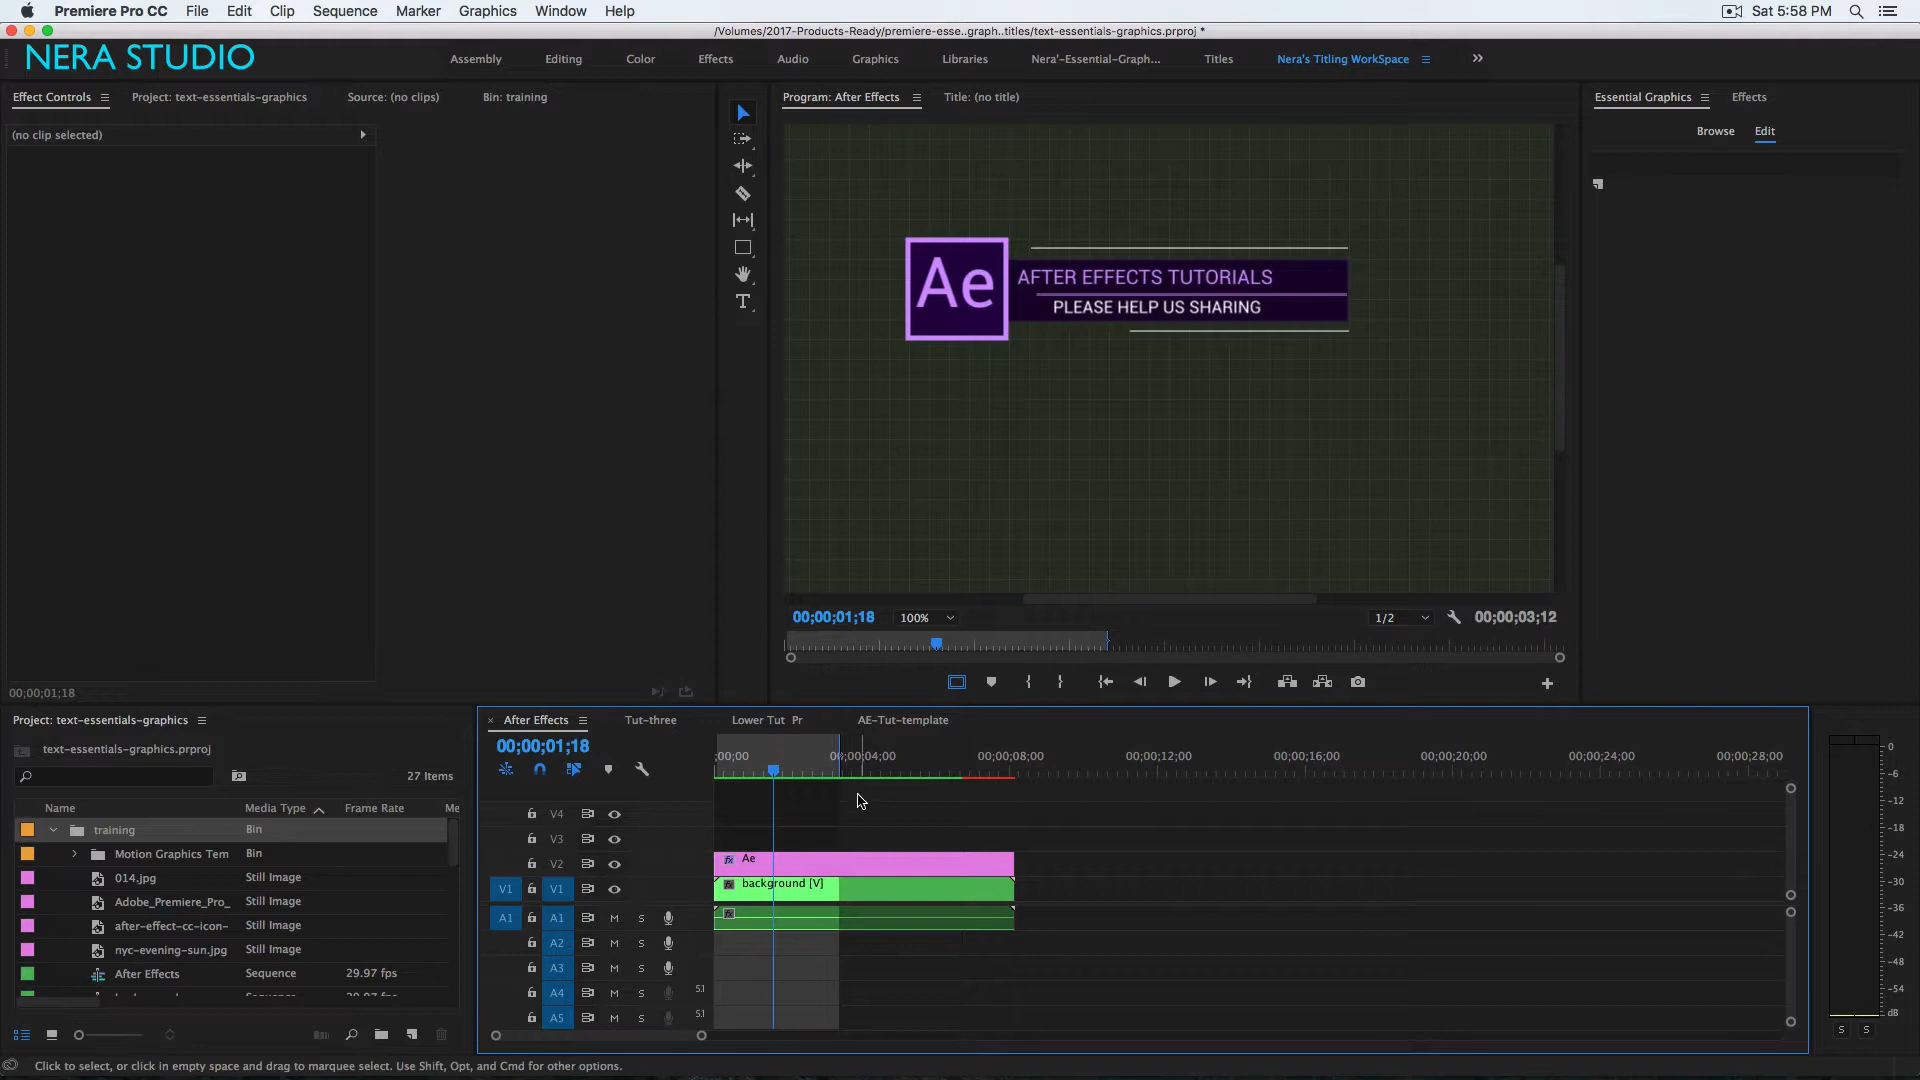 Premiere Pro CC File Edit Clip Sequence Marker Graphics Window Help Sat 5:58 PM
/Volumes/2017-Products-Ready/premiere-esse..graph..titles/text-essentials-graphics.prproj *
NERA STUDIO
Assembly Editing Color Effects Audio Graphics Libraries Nera'-Essential-Graph... Titles Nera's Titling WorkSpace
Effect Controls Project: text-essentials-graphics Source: (no clips) Bin: training Program: After Effects Title: (no title) Essential Graphics Effects
(no clip selected)
Browse Edit
Ae
AFTER EFFECTS TUTORIALS
PLEASE HELP US SHARING
00;00;01;18 100% 1/2 00;00;03;12
00;00;01;18
Project: text-essentials-graphics
text-essentials-graphics.prproj
27 Items
Name Media Type Frame Rate Me
training Bin
Motion Graphics Tem Bin
014.jpg Still Image
Adobe_Premiere_Pro_ Still Image
after-effect-cc-icon- Still Image
nyc-evening-sun.jpg Still Image
After Effects Sequence 29.97 fps
After Effects Tut-three Lower Tut Pr AE-Tut-template
00;00;01;18
;00;00 00;00;04;00 00;00;08;00 00;00;12;00 00;00;16;00 00;00;20;00 00;00;24;00 00;00;28;00
V4
V3
V2 fx Ae
V1 V1 fx background [V]
A1 A1 M S fx
A2 M S
A3 M S
A4 M S 5.1
A5 M S 5.1
0
-6
-12
-18
-24
-30
-36
-42
-48
-54
dB
S S
Click to select, or click in empty space and drag to marquee select. Use Shift, Opt, and Cmd for other options.